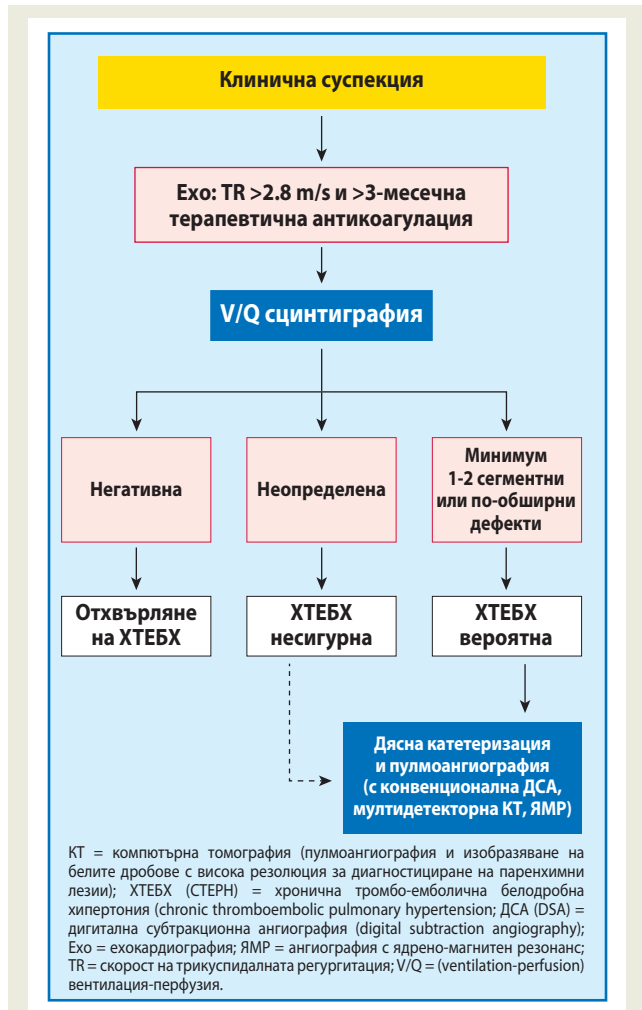 Клинична суспекция
Ехо: TR >2.8 m/s и >3-месечна
терапевтична антикоагулация
V/Q сцинтиграфия
Негативна
Неопределена
Минимум
1-2 сегментни
или по-обширни
дефекти
Отхвърляне
на ХТЕБХ
ХТЕБХ
несигурна
ХТЕБХ
вероятна
Дясна катетеризация
и пулмоангиография
(с конвенционална ДСА,
мултидетекторна КТ, ЯМР)
КТ = компютърна томография (пулмоангиография и изобразяване на
белите дробове с висока резолюция за диагностициране на паренхимни
лезии); ХТЕБХ (CTEPH) = хронична тромбо-емболична белодробна
хипертония (chronic thromboembolic pulmonary hypertension; ДСА (DSA) =
дигитална субтракционна ангиография (digital subtraction angiography);
Ехо = ехокардиография; ЯМР = ангиография с ядрено-магнитен резонанс;
TR = скорост на трикуспидалната регургитация; V/Q = (ventilation-perfusion)
вентилация-перфузия.